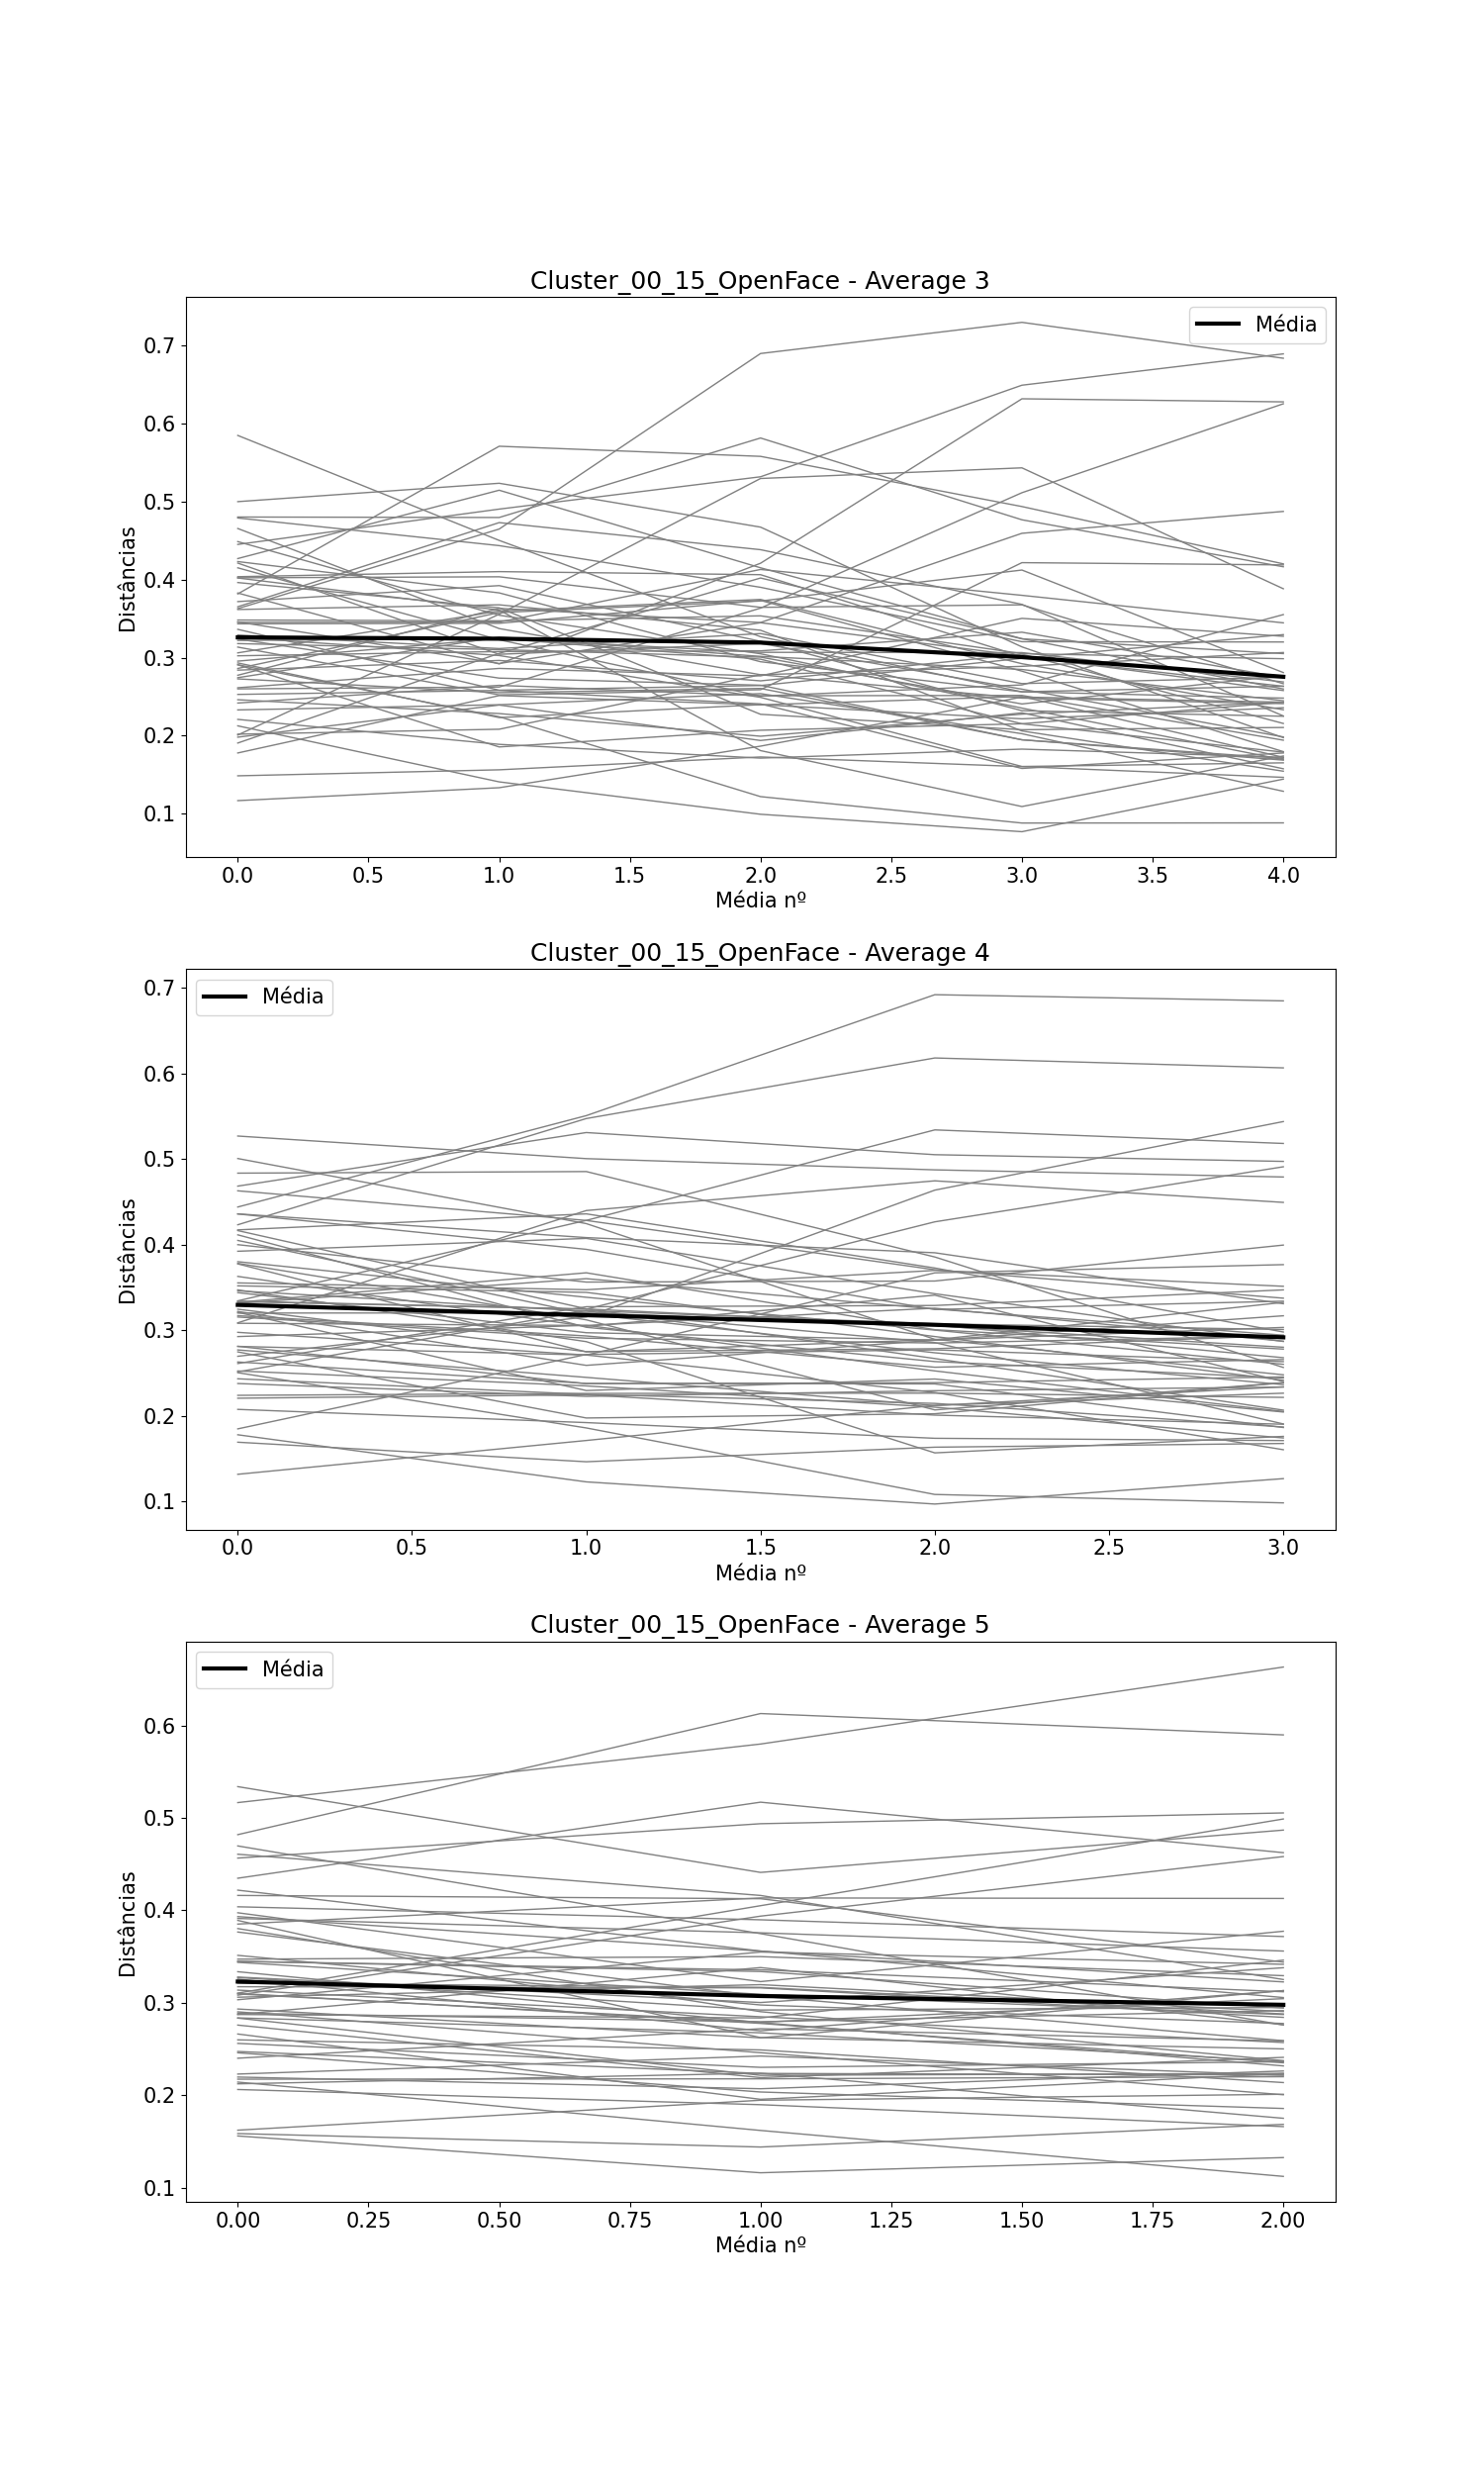 Cluster_00_15_OpenFace - Average 3
Média
0.7
0.6
0.5
0.4
0.3
0.2
0.1
Distâncias
0.0 0.5 1.0 1.5 2.0 2.5 3.0 3.5 4.0
Média nº
Cluster_00_15_OpenFace - Average 4
Média
0.7
0.6
0.5
0.4
0.3
0.2
0.1
Distâncias
0.0 0.5 1.0 1.5 2.0 2.5 3.0
Média nº
Cluster_00_15_OpenFace - Average 5
Média
0.6
0.5
0.4
0.3
0.2
0.1
Distâncias
0.00 0.25 0.50 0.75 1.00 1.25 1.50 1.75 2.00
Média nº